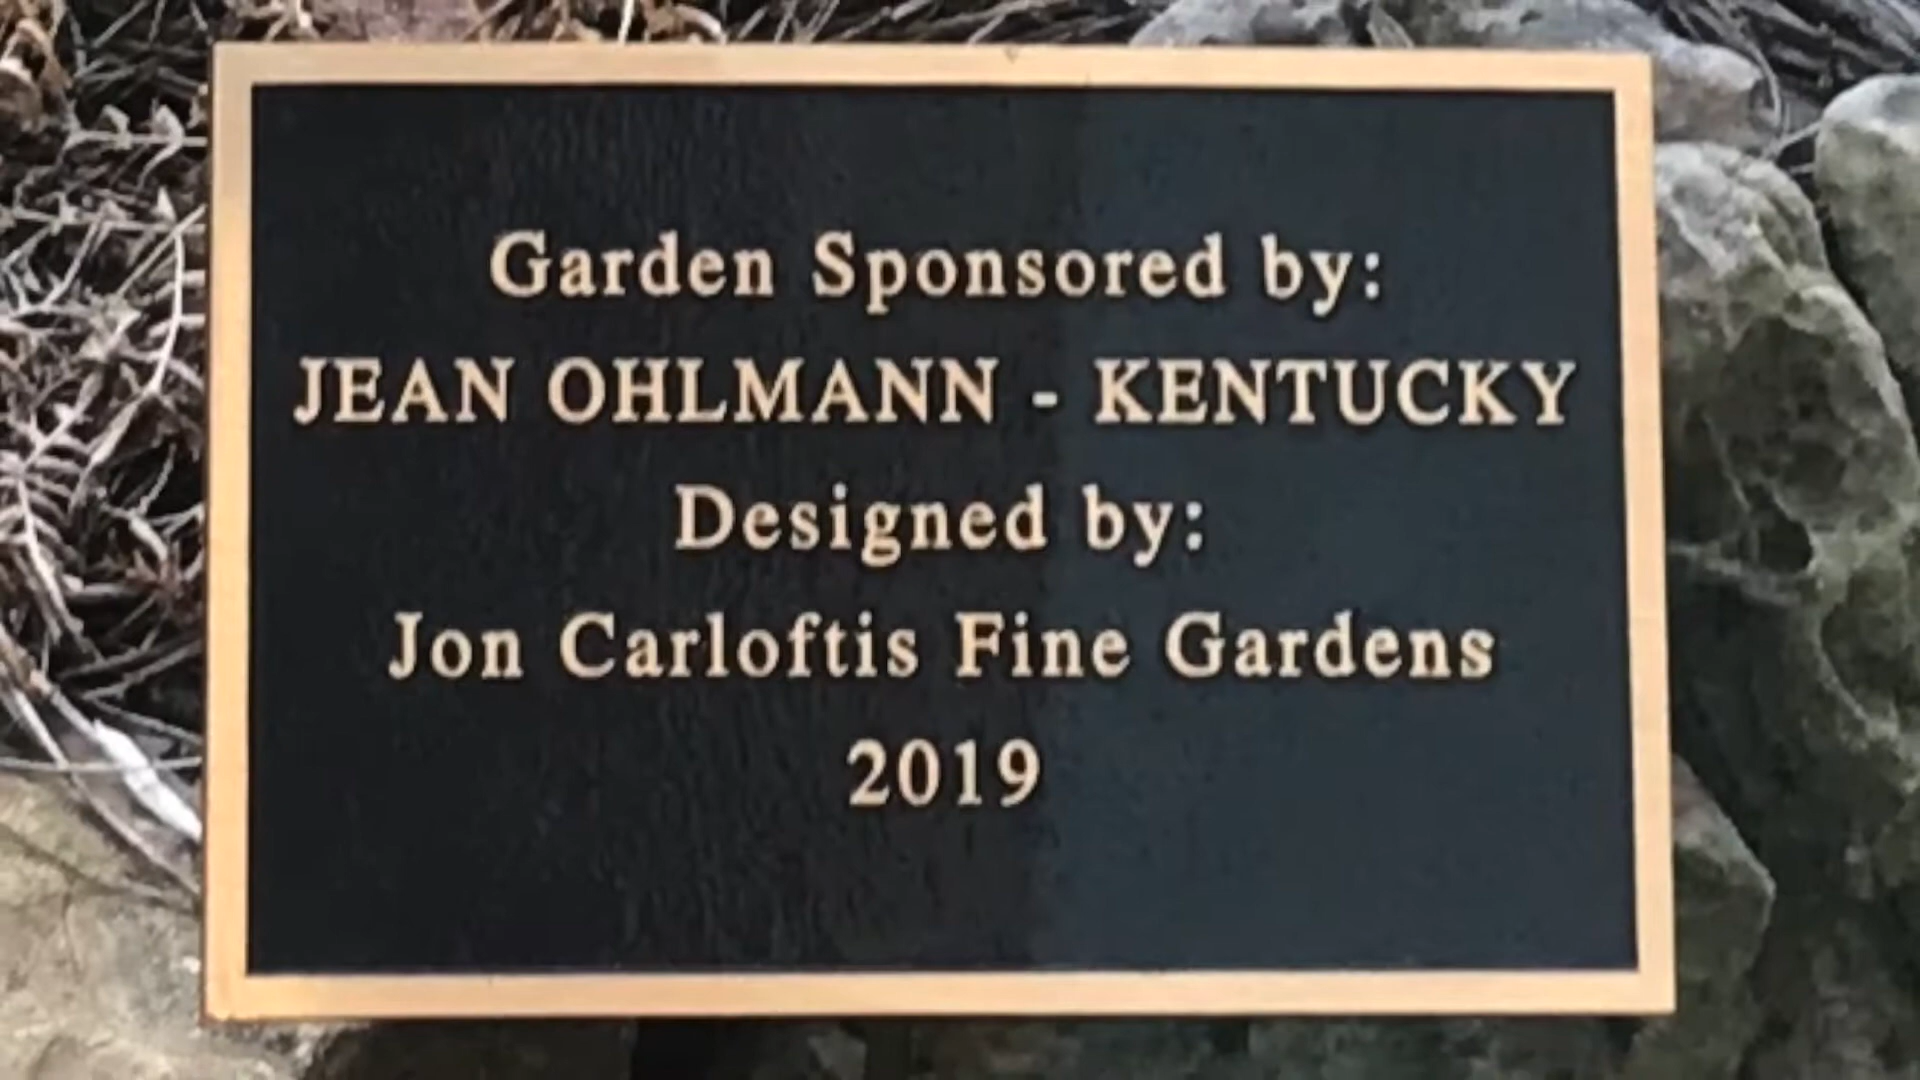 Garden Sponsored by:
JEAN OHLMANN - KENTUCKY
Designed by:
Jon Carloftis Fine Gardens
2019